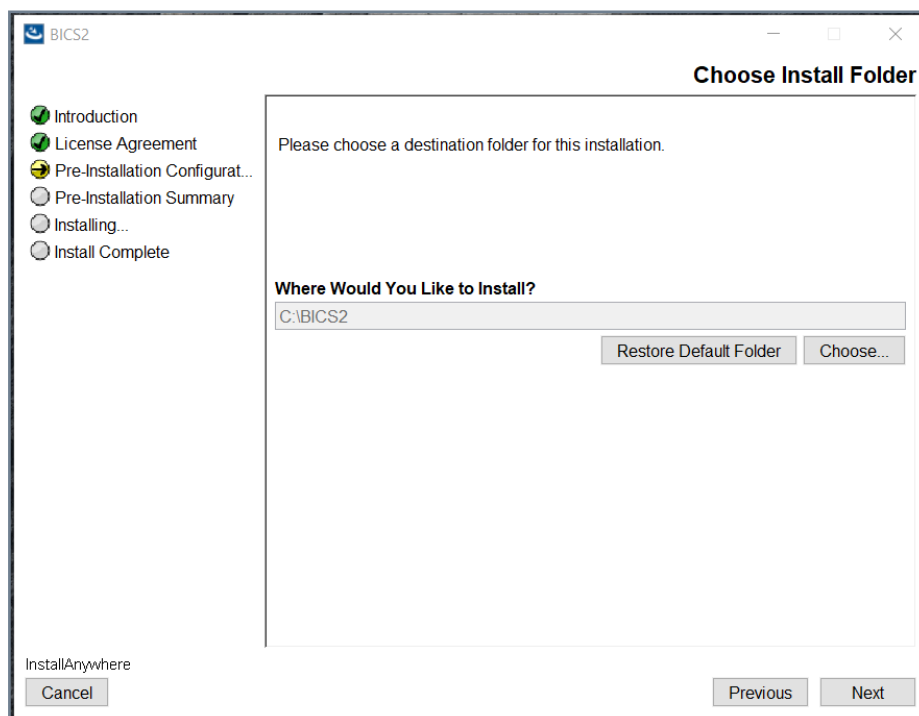 BICS2
Choose Install Folder
Introduction
License Agreement
Pre-Installation Configurat...
Pre-Installation Summary
Installing...
Install Complete
Please choose a destination folder for this installation.
Where Would You Like to Install?
C:\BICS2
Restore Default Folder Choose...
InstallAnywhere
Cancel Previous Next